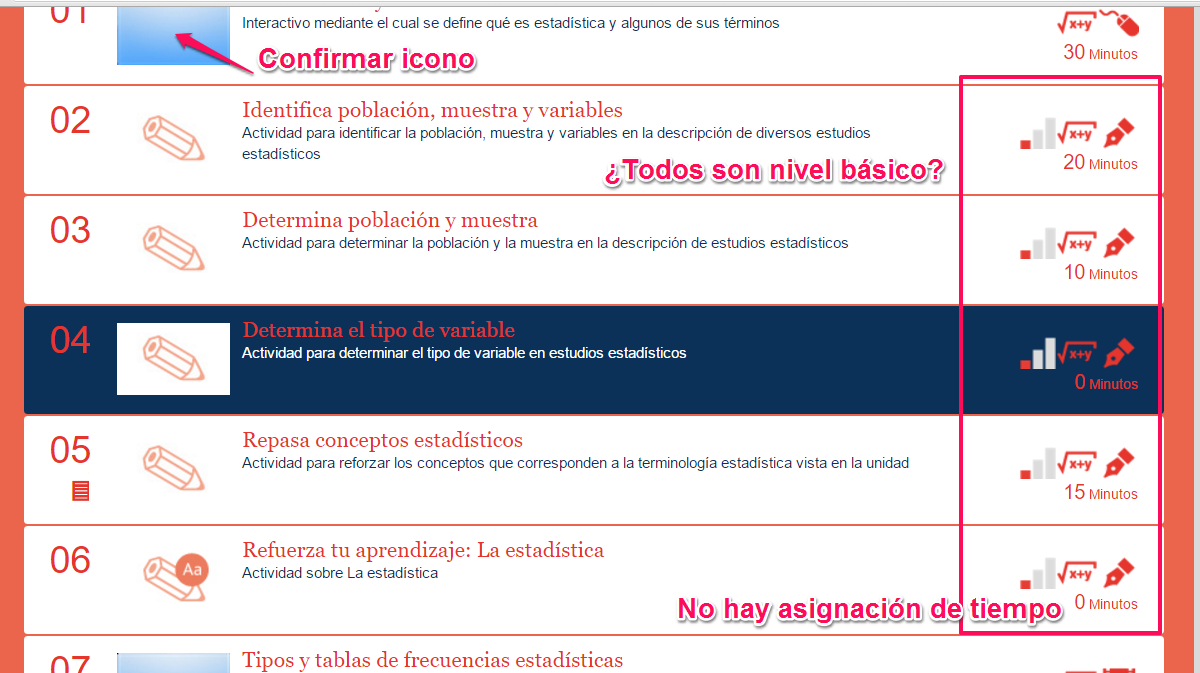 01
Interactivo mediante el cual se define qué es estadística y algunos de sus términos
√x+y
30 Minutos
Confirmar icono
02
Identifica población, muestra y variables
Actividad para identificar la población, muestra y variables en la descripción de diversos estudios
estadísticos
√x+y
20 Minutos
¿Todos son nivel básico?
03
Determina población y muestra
Actividad para determinar la población y la muestra en la descripción de estudios estadísticos
√x+y
10 Minutos
04
Determina el tipo de variable
Actividad para determinar el tipo de variable en estudios estadísticos
√x+y
0 Minutos
05
Repasa conceptos estadísticos
Actividad para reforzar los conceptos que corresponden a la terminología estadística vista en la unidad
√x+y
15 Minutos
06
Aa
Refuerza tu aprendizaje: La estadística
Actividad sobre La estadística
√x+y
0 Minutos
No hay asignación de tiempo
07
Tipos y tablas de frecuencias estadísticas